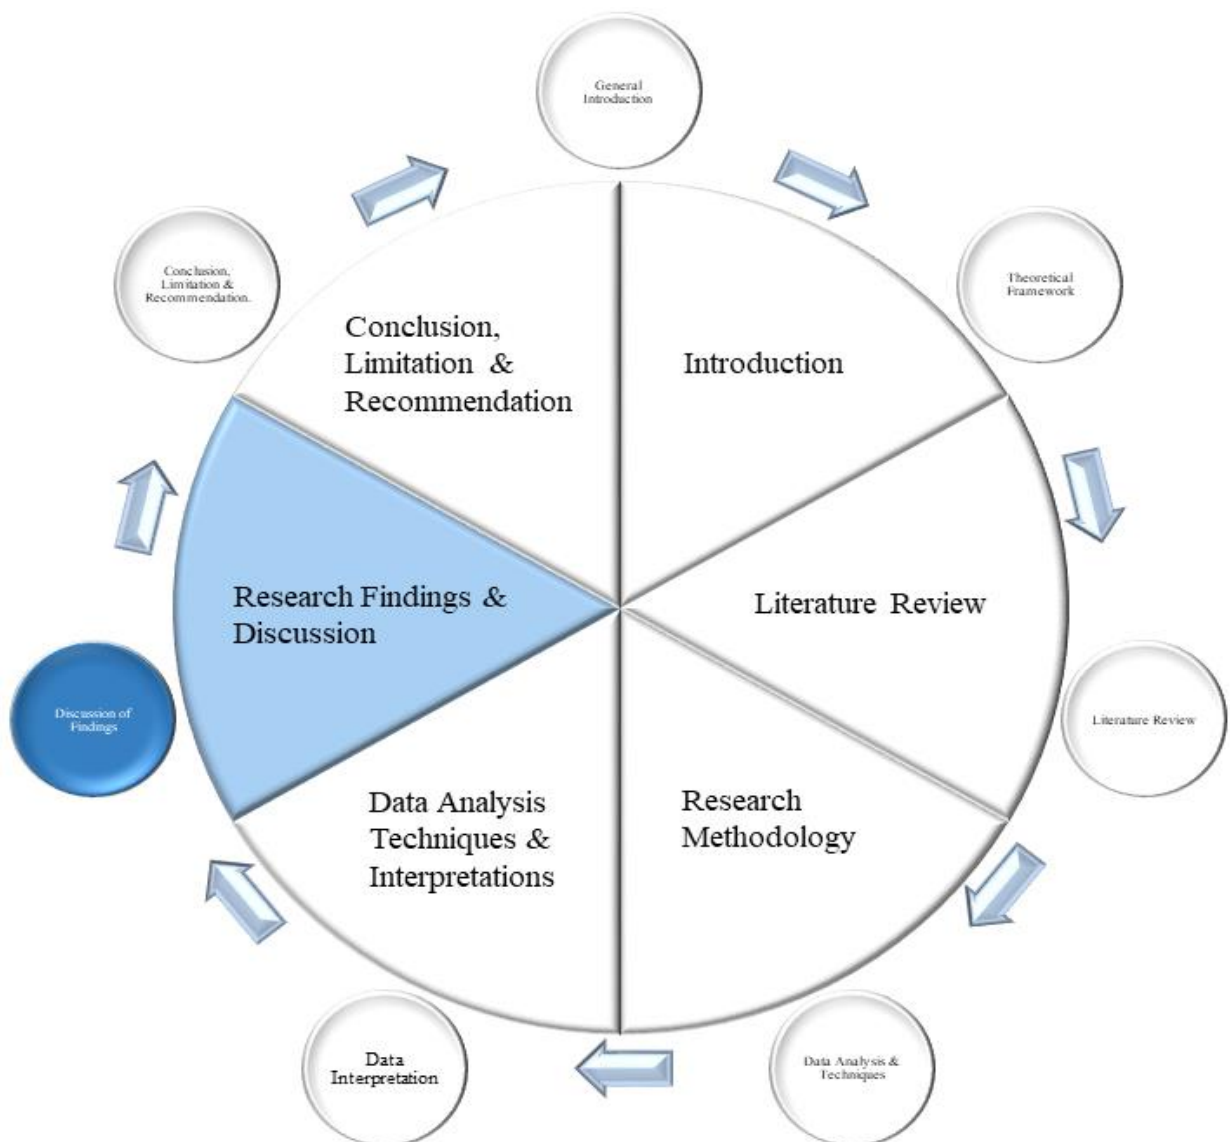 General
Introduction
Theoretical
Framework
Literature Review
Data Analysis &
Techniques
Data
Interpretation
Discussion of
Findings
Conclusion,
Limitation &
Recommendation.
Introduction
Literature Review
Research
Methodology
Data Analysis
Techniques &
Interpretations
Research Findings &
Discussion
Conclusion,
Limitation &
Recommendation